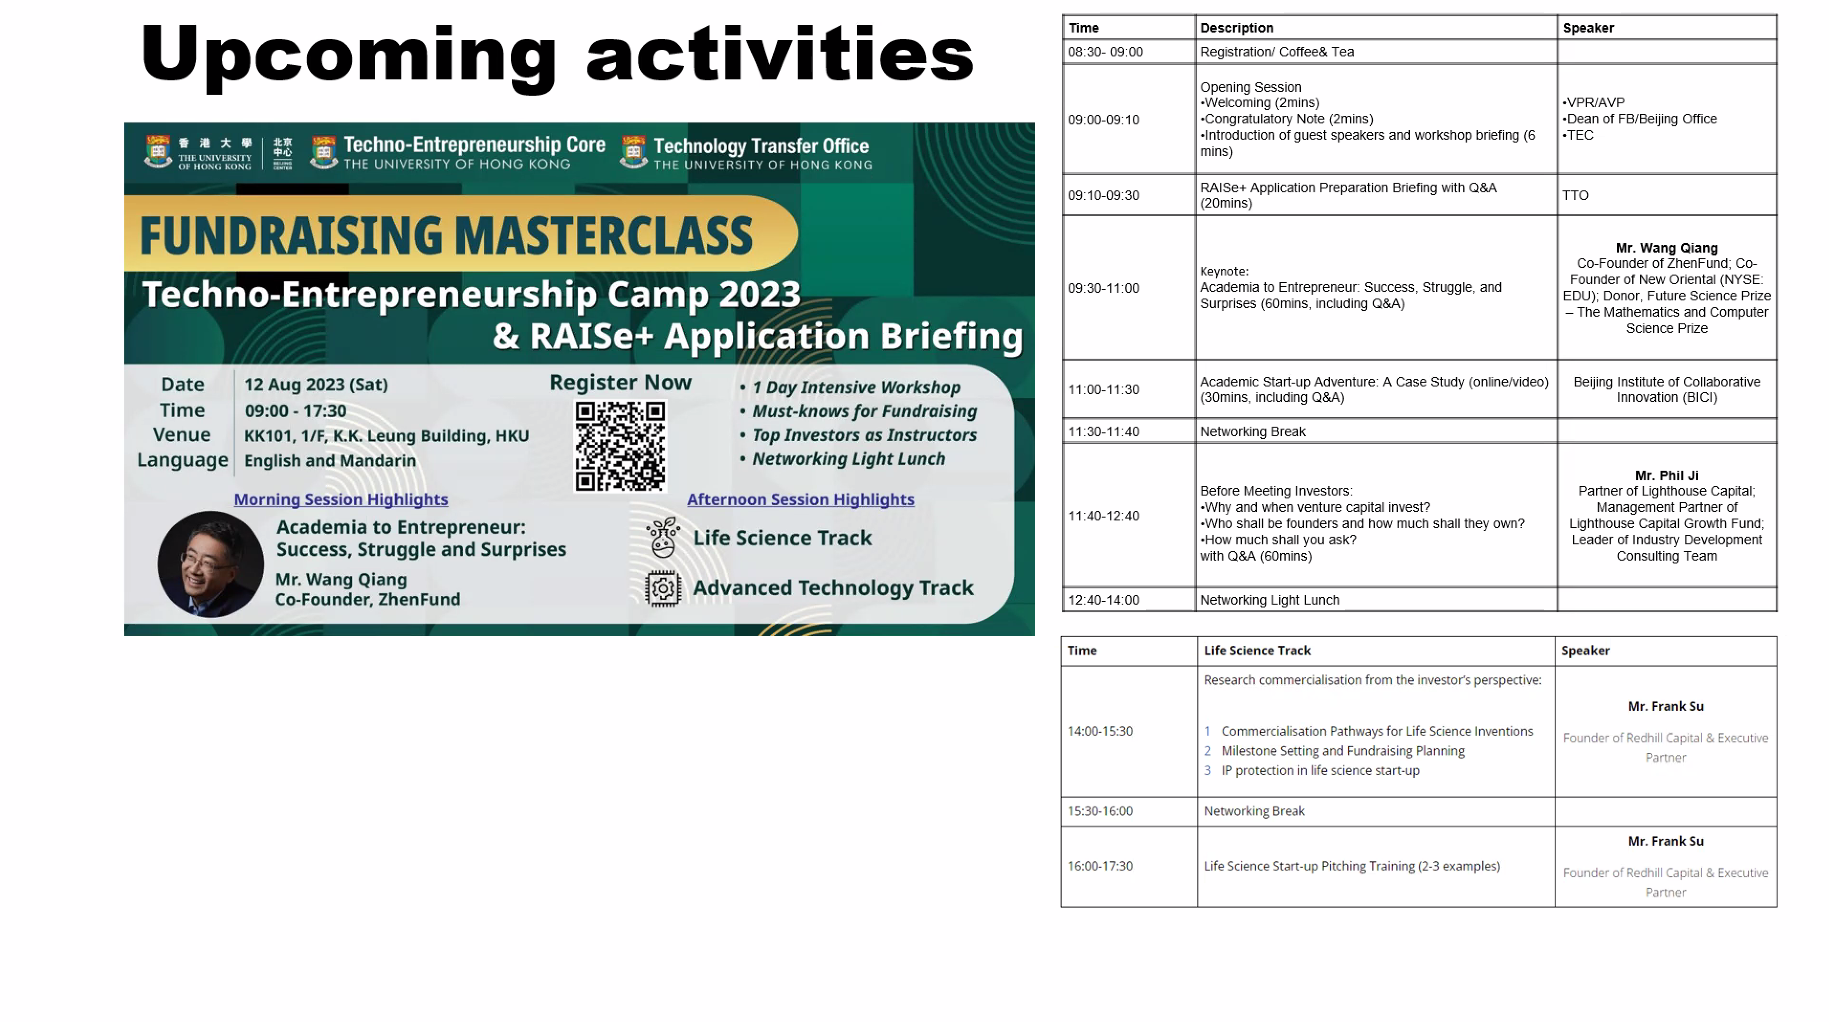 Upcoming activities
香港大學
THE UNIVERSITY
OF HONG KONG
北京
中心
BEIJING
CENTER
Techno-Entrepreneurship Core
THE UNIVERSITY OF HONG KONG
Technology Transfer Office
THE UNIVERSITY OF HONG KONG
FUNDRAISING MASTERCLASS
Techno-Entrepreneurship Camp 2023
& RAISe+ Application Briefing
Date 12 Aug 2023 (Sat)
Time 09:00 - 17:30
Venue KK101, 1/F, K.K. Leung Building, HKU
Language English and Mandarin
Register Now
• 1 Day Intensive Workshop
• Must-knows for Fundraising
• Top Investors as Instructors
• Networking Light Lunch
Morning Session Highlights
Academia to Entrepreneur:
Success, Struggle and Surprises
Mr. Wang Qiang
Co-Founder, ZhenFund
Afternoon Session Highlights
Life Science Track
Advanced Technology Track
Time Description Speaker
08:30- 09:00 Registration/ Coffee& Tea
09:00-09:10
Opening Session
•Welcoming (2mins)
•Congratulatory Note (2mins)
•Introduction of guest speakers and workshop briefing (6
mins)
•VPR/AVP
•Dean of FB/Beijing Office
•TEC
09:10-09:30
RAISe+ Application Preparation Briefing with Q&A
(20mins)
TTO
09:30-11:00
Keynote:
Academia to Entrepreneur: Success, Struggle, and
Surprises (60mins, including Q&A)
Mr. Wang Qiang
Co-Founder of ZhenFund; Co-
Founder of New Oriental (NYSE:
EDU); Donor, Future Science Prize
– The Mathematics and Computer
Science Prize
11:00-11:30
Academic Start-up Adventure: A Case Study (online/video)
(30mins, including Q&A)
Beijing Institute of Collaborative
Innovation (BICI)
11:30-11:40 Networking Break
11:40-12:40
Before Meeting Investors:
•Why and when venture capital invest?
•Who shall be founders and how much shall they own?
•How much shall you ask?
with Q&A (60mins)
Mr. Phil Ji
Partner of Lighthouse Capital;
Management Partner of
Lighthouse Capital Growth Fund;
Leader of Industry Development
Consulting Team
12:40-14:00 Networking Light Lunch
Time Life Science Track Speaker
14:00-15:30
Research commercialisation from the investor's perspective:
1 Commercialisation Pathways for Life Science Inventions
2 Milestone Setting and Fundraising Planning
3 IP protection in life science start-up
Mr. Frank Su
Founder of Redhill Capital & Executive
Partner
15:30-16:00 Networking Break
16:00-17:30
Life Science Start-up Pitching Training (2-3 examples)
Mr. Frank Su
Founder of Redhill Capital & Executive
Partner